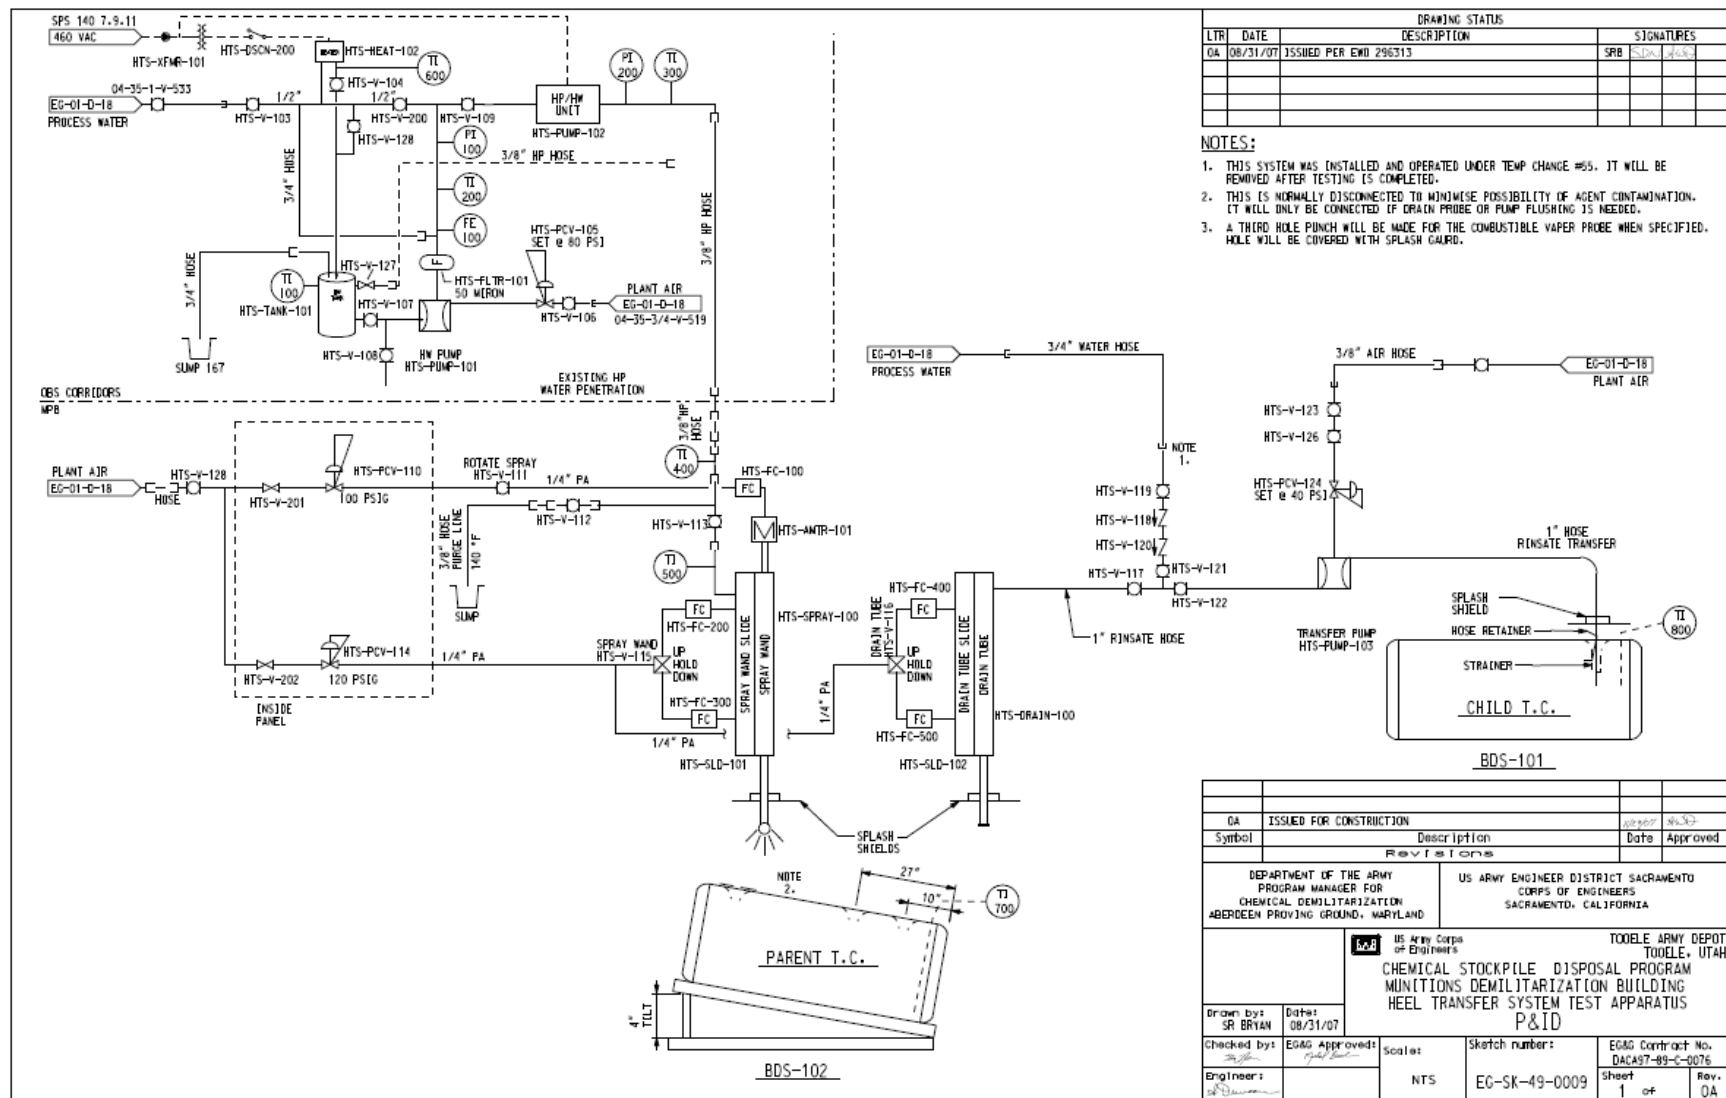 SPS 140 7.9.11
460 VAC
HTS-XFMR-101
HTS-DSCN-200
HTS-HEAT-102
TI
600
HTS-V-104
04-35-1-V-533
EG-01-D-18
PROCESS WATER
HTS-V-103
1/2"
1/2"
HTS-V-200
HTS-V-109
HTS-V-128
HP/HW
UNIT
HTS-PUMP-102
PI
200
TI
300
PI
100
3/8" HP HOSE
3/4" HOSE
TI
200
FE
100
3/8" HP HOSE
HTS-PCV-105
SET @ 80 PSI
3/4" HOSE
HTS-V-127
TI
100
HTS-TANK-101
HTS-V-107
F
HTS-FLTR-101
50 MIRON
PLANT AIR
EG-01-D-18
04-35-3/4-V-519
HTS-V-106
HTS-V-108
HW PUMP
HTS-PUMP-101
SUMP 167
EXISTING HP
WATER PENETRATION
OBS CORRIDORS
MPB
3/8"HP
HOSE
TI
400
PLANT AIR
EG-01-D-18
HOSE
HTS-V-128
HTS-V-201
HTS-PCV-110
100 PSIG
ROTATE SPRAY
HTS-V-111
1/4" PA
HTS-FC-100
FC
HTS-V-112
HTS-V-113
M
HTS-AMTR-101
3/8" HOSE
PURGE LINE
140 °F
SUMP
TI
500
FC
HTS-FC-200
HTS-SPRAY-100
SPRAY WAND SLIDE
SPRAY WAND
SPRAY WAND
HTS-V-115
UP
HOLD
DOWN
HTS-PCV-114
1/4" PA
HTS-V-202
120 PSIG
INSIDE
PANEL
HTS-FC-300
FC
1/4" PA
HTS-SLD-101
1/4" PA
DRAIN TUBE
HTS-V-116
HTS-FC-400
FC
UP
HOLD
DOWN
DRAIN TUBE SLIDE
DRAIN TUBE
FC
HTS-FC-500
HTS-DRAIN-100
HTS-SLD-102
SPLASH
SHIELDS
EG-01-D-18
PROCESS WATER
3/4" WATER HOSE
NOTE
1.
HTS-V-119
HTS-V-118
HTS-V-120
HTS-V-121
HTS-V-117
HTS-V-122
1" RINSATE HOSE
3/8" AIR HOSE
EG-01-D-18
PLANT AIR
HTS-V-123
HTS-V-126
HTS-PCV-124
SET @ 40 PSI
1" HOSE
RINSATE TRANSFER
TRANSFER PUMP
HTS-PUMP-103
SPLASH
SHIELD
HOSE RETAINER
STRAINER
TI
800
CHILD T.C.
BDS-101
NOTE
2.
27"
10"
TI
700
PARENT T.C.
4"
TILT
BDS-102
DRAWING STATUS
LTR DATE DESCRIPTION SIGNATURES
0A 08/31/07 ISSUED PER EWO 296313 SRB
NOTES:
1. THIS SYSTEM WAS INSTALLED AND OPERATED UNDER TEMP CHANGE #55. IT WILL BE
REMOVED AFTER TESTING IS COMPLETED.
2. THIS IS NORMALLY DISCONNECTED TO MINIMISE POSSIBILITY OF AGENT CONTAMINATION.
IT WILL ONLY BE CONNECTED IF DRAIN PROBE OR PUMP FLUSHING IS NEEDED.
3. A THIRD HOLE PUNCH WILL BE MADE FOR THE COMBUSTIBLE VAPER PROBE WHEN SPECIFIED.
HOLE WILL BE COVERED WITH SPLASH GAURD.
0A ISSUED FOR CONSTRUCTION
Symbol Description Date Approved
Revisions
DEPARTMENT OF THE ARMY
PROGRAM MANAGER FOR
CHEMICAL DEMILITARIZATION
ABERDEEN PROVING GROUND, MARYLAND
US ARMY ENGINEER DISTRICT SACRAMENTO
CORPS OF ENGINEERS
SACRAMENTO, CALIFORNIA
US Army Corps
of Engineers
TOOELE ARMY DEPOT
TOOELE, UTAH
CHEMICAL STOCKPILE DISPOSAL PROGRAM
MUNITIONS DEMILITARIZATION BUILDING
HEEL TRANSFER SYSTEM TEST APPARATUS
P&ID
Drawn by:
SR BRYAN
Date:
08/31/07
Checked by:
EG&G Approved:
Engineer:
Scale:
NTS
Sketch number:
EG-SK-49-0009
EG&G Contract No.
DACA97-89-C-0076
Sheet
1 of
Rev.
0A